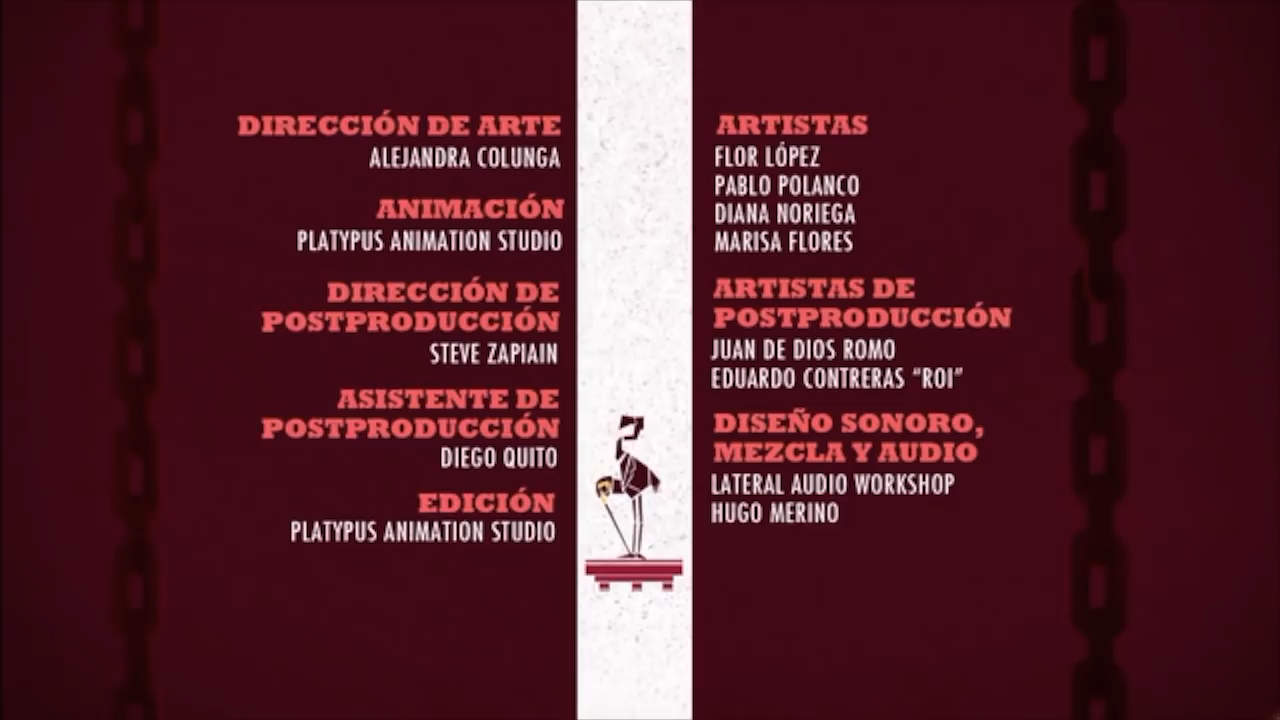 DIRECCIÓN DE ARTE
ALEJANDRA COLUNGA
ANIMACIÓN
PLATYPUS ANIMATION STUDIO
DIRECCIÓN DE
POSTPRODUCCIÓN
STEVE ZAPIAIN
ASISTENTE DE
POSTPRODUCCIÓN
DIEGO QUITO
EDICIÓN
PLATYPUS ANIMATION STUDIO
ARTISTAS
FLOR LÓPEZ
PABLO POLANCO
DIANA NORIEGA
MARISA FLORES
ARTISTAS DE
POSTPRODUCCIÓN
JUAN DE DIOS ROMO
EDUARDO CONTRERAS “ROI”
DISEÑO SONORO,
MEZCLA Y AUDIO
LATERAL AUDIO WORKSHOP
HUGO MERINO